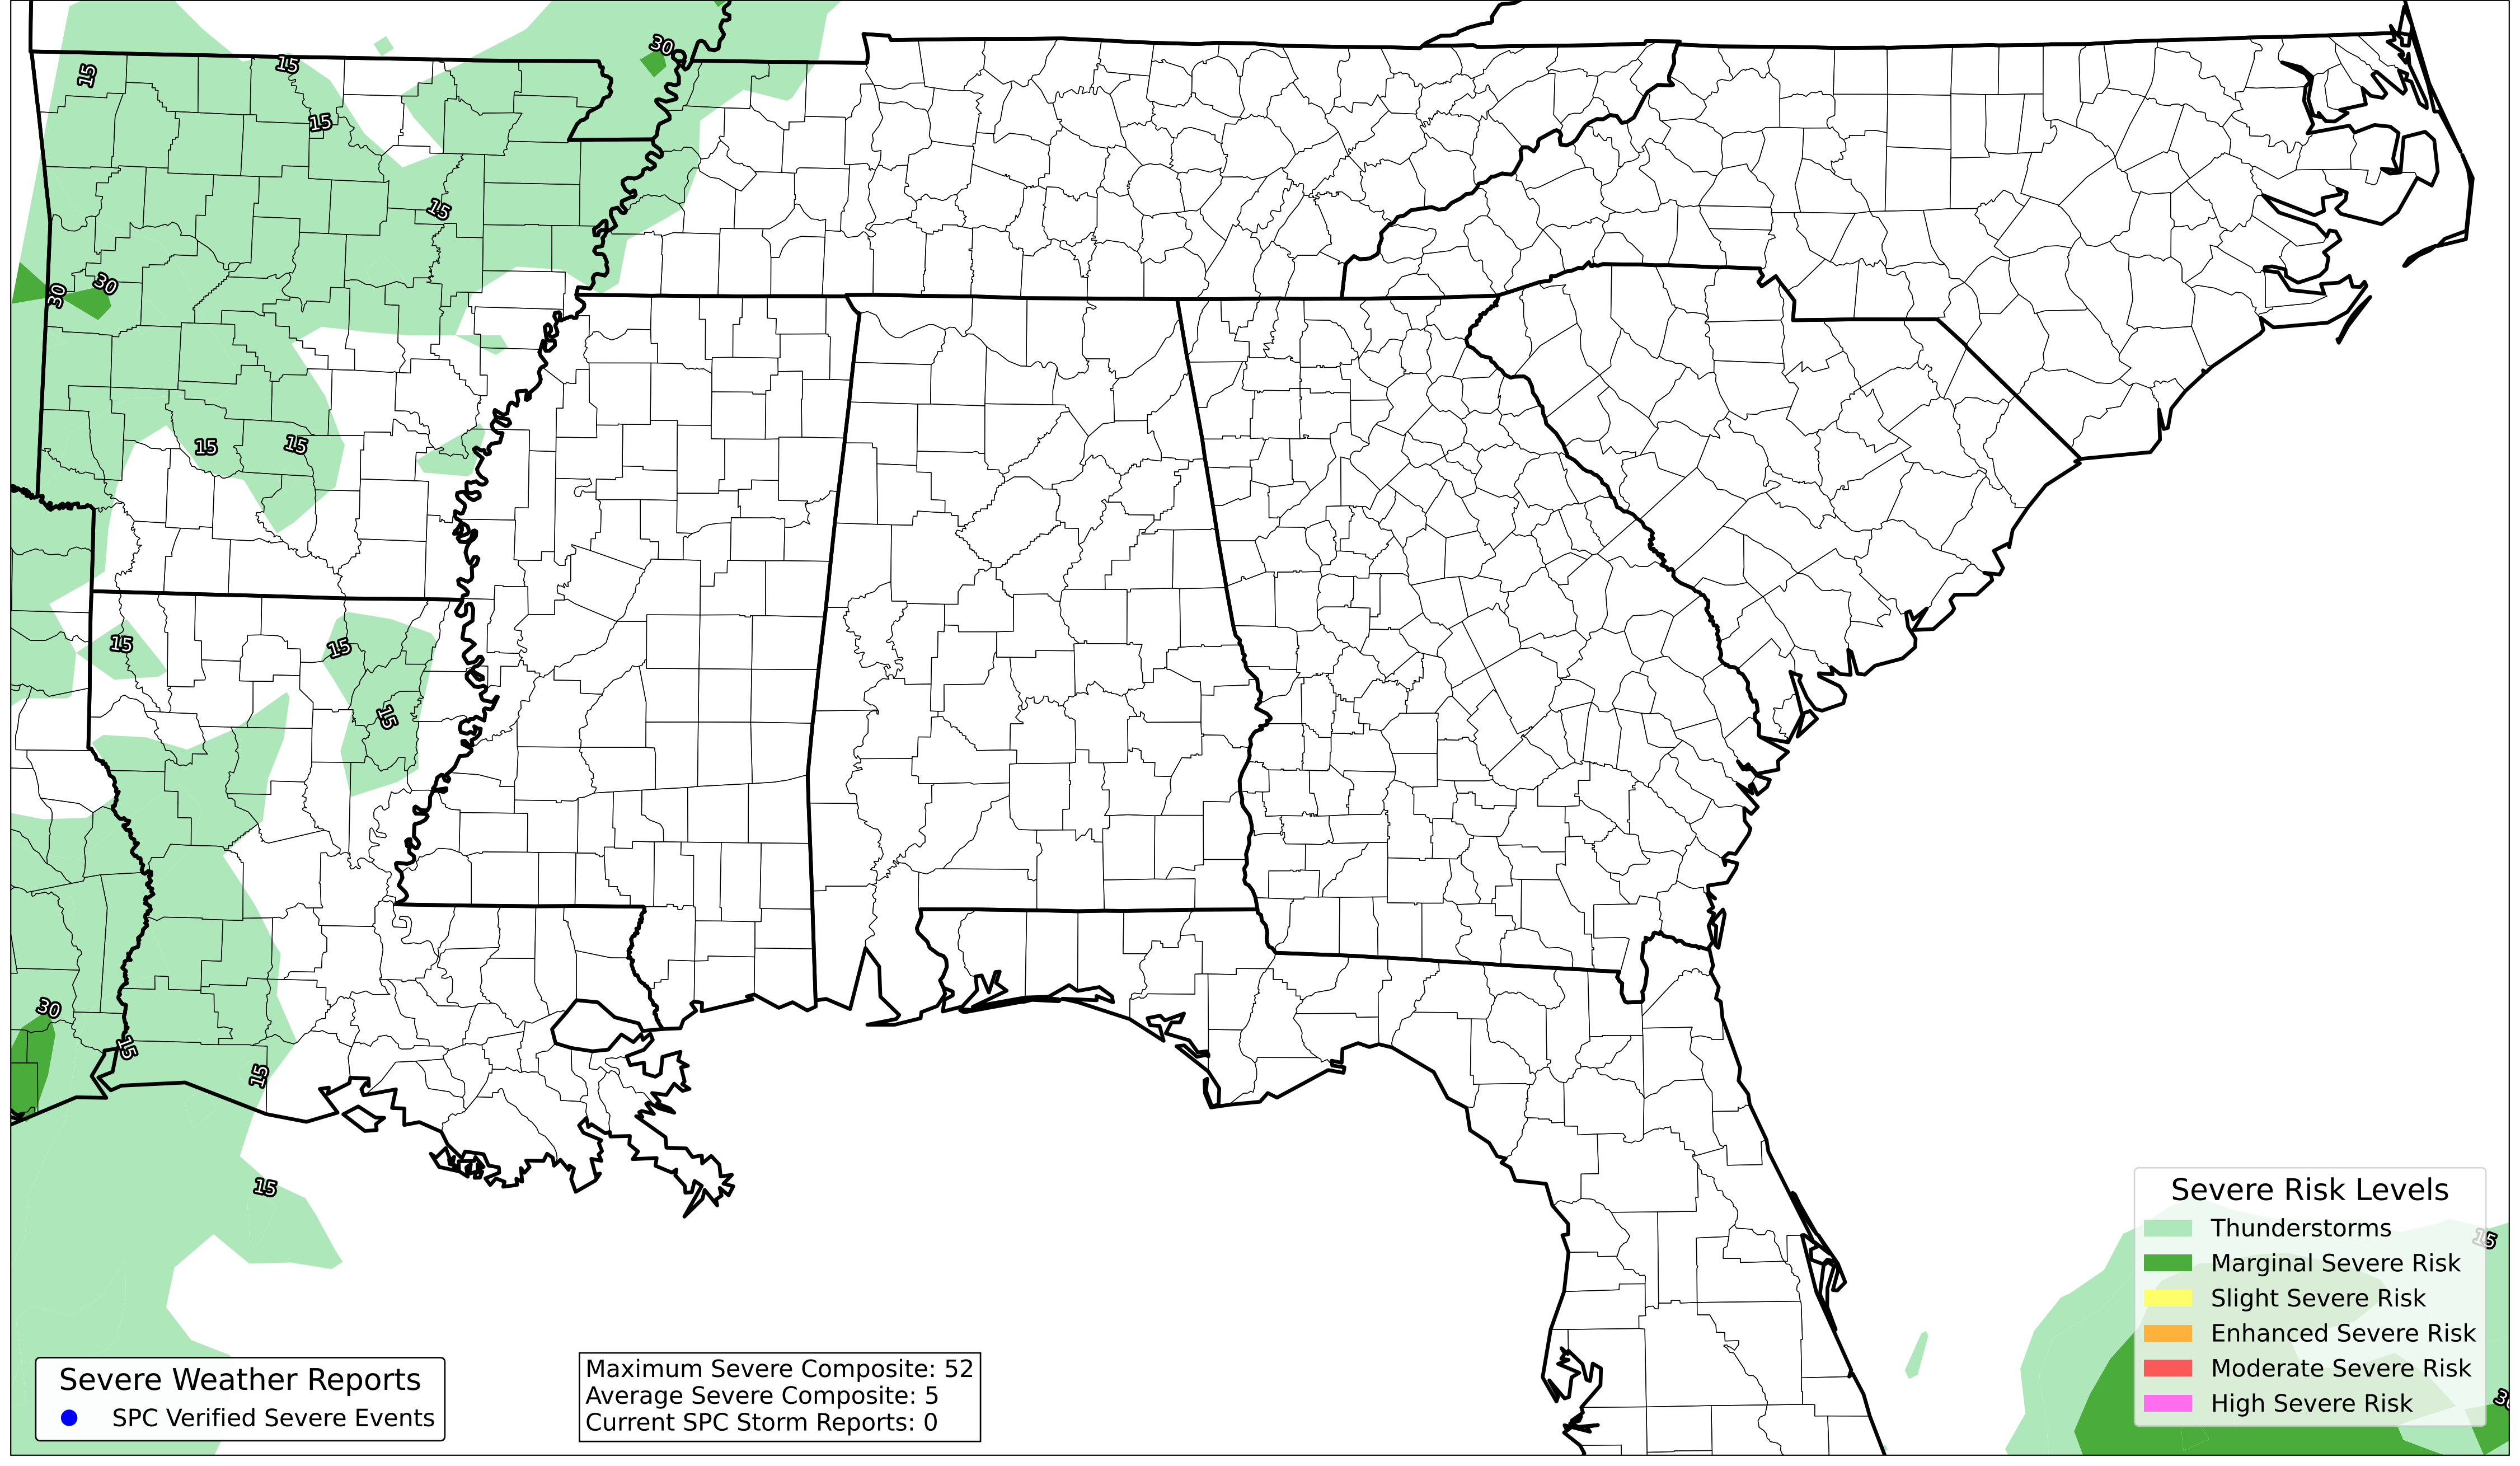 30
15
15
15
15
30
30
15
15
15
15
15
30
15
15
15
15
30
Severe Risk Levels
Thunderstorms
Marginal Severe Risk
Slight Severe Risk
Enhanced Severe Risk
Moderate Severe Risk
High Severe Risk
Severe Weather Reports
SPC Verified Severe Events
Maximum Severe Composite: 52
Average Severe Composite: 5
Current SPC Storm Reports: 0